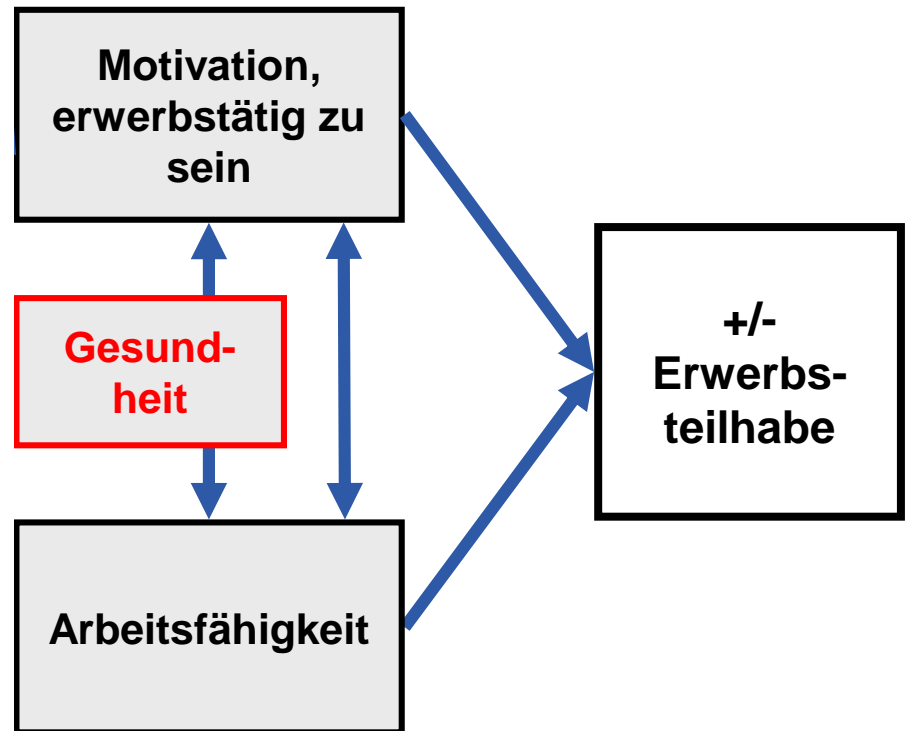 Motivation,
erwerbstätig zu
sein
Gesund-
heit
+/-
Erwerbs-
teilhabe
Arbeitsfähigkeit